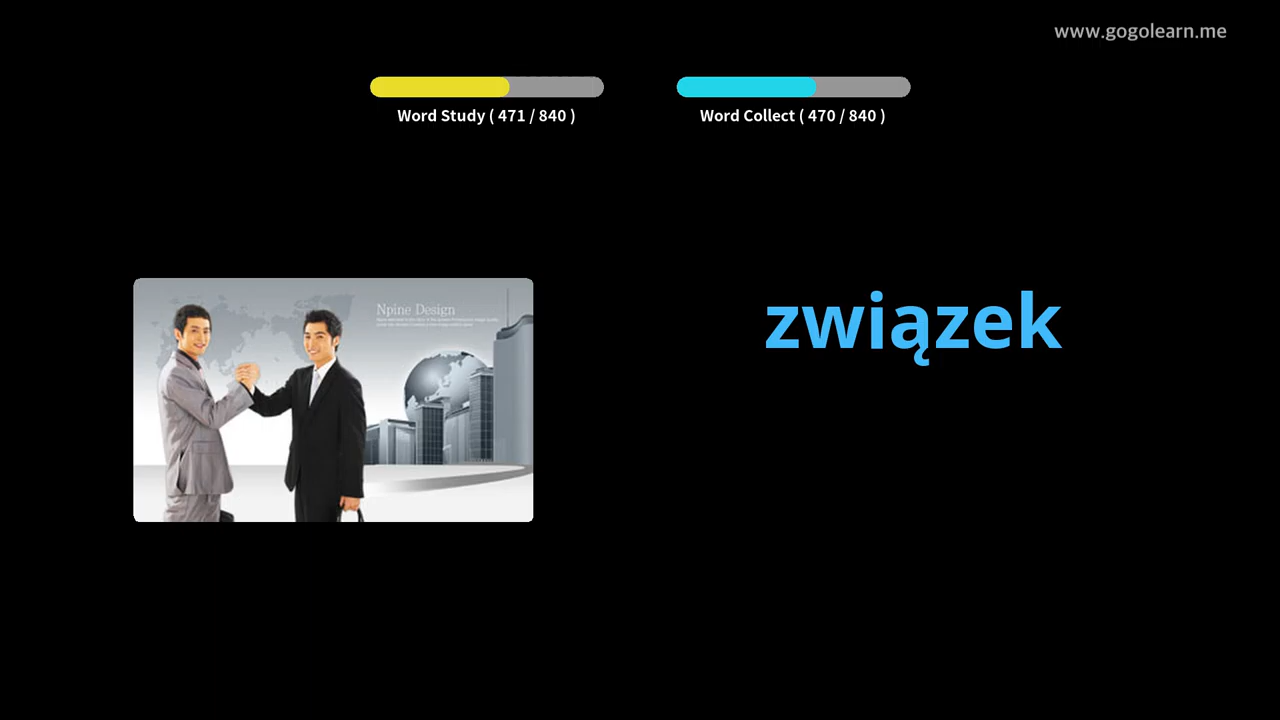 www.gogolearn.me
Word Study ( 471 / 840 )
Word Collect ( 470 / 840 )
Npine Design
związek